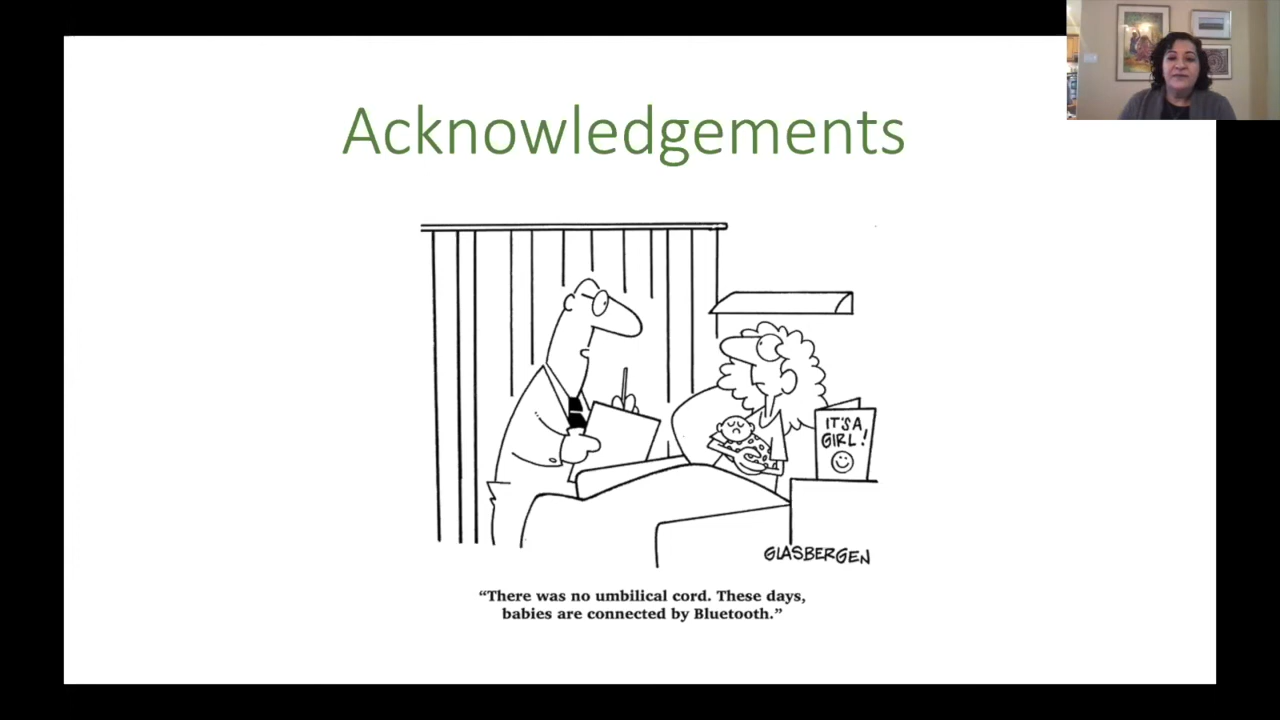 Acknowledgements
IT'S A
GIRL!
GLASBERGEN
“There was no umbilical cord. These days,
babies are connected by Bluetooth.”